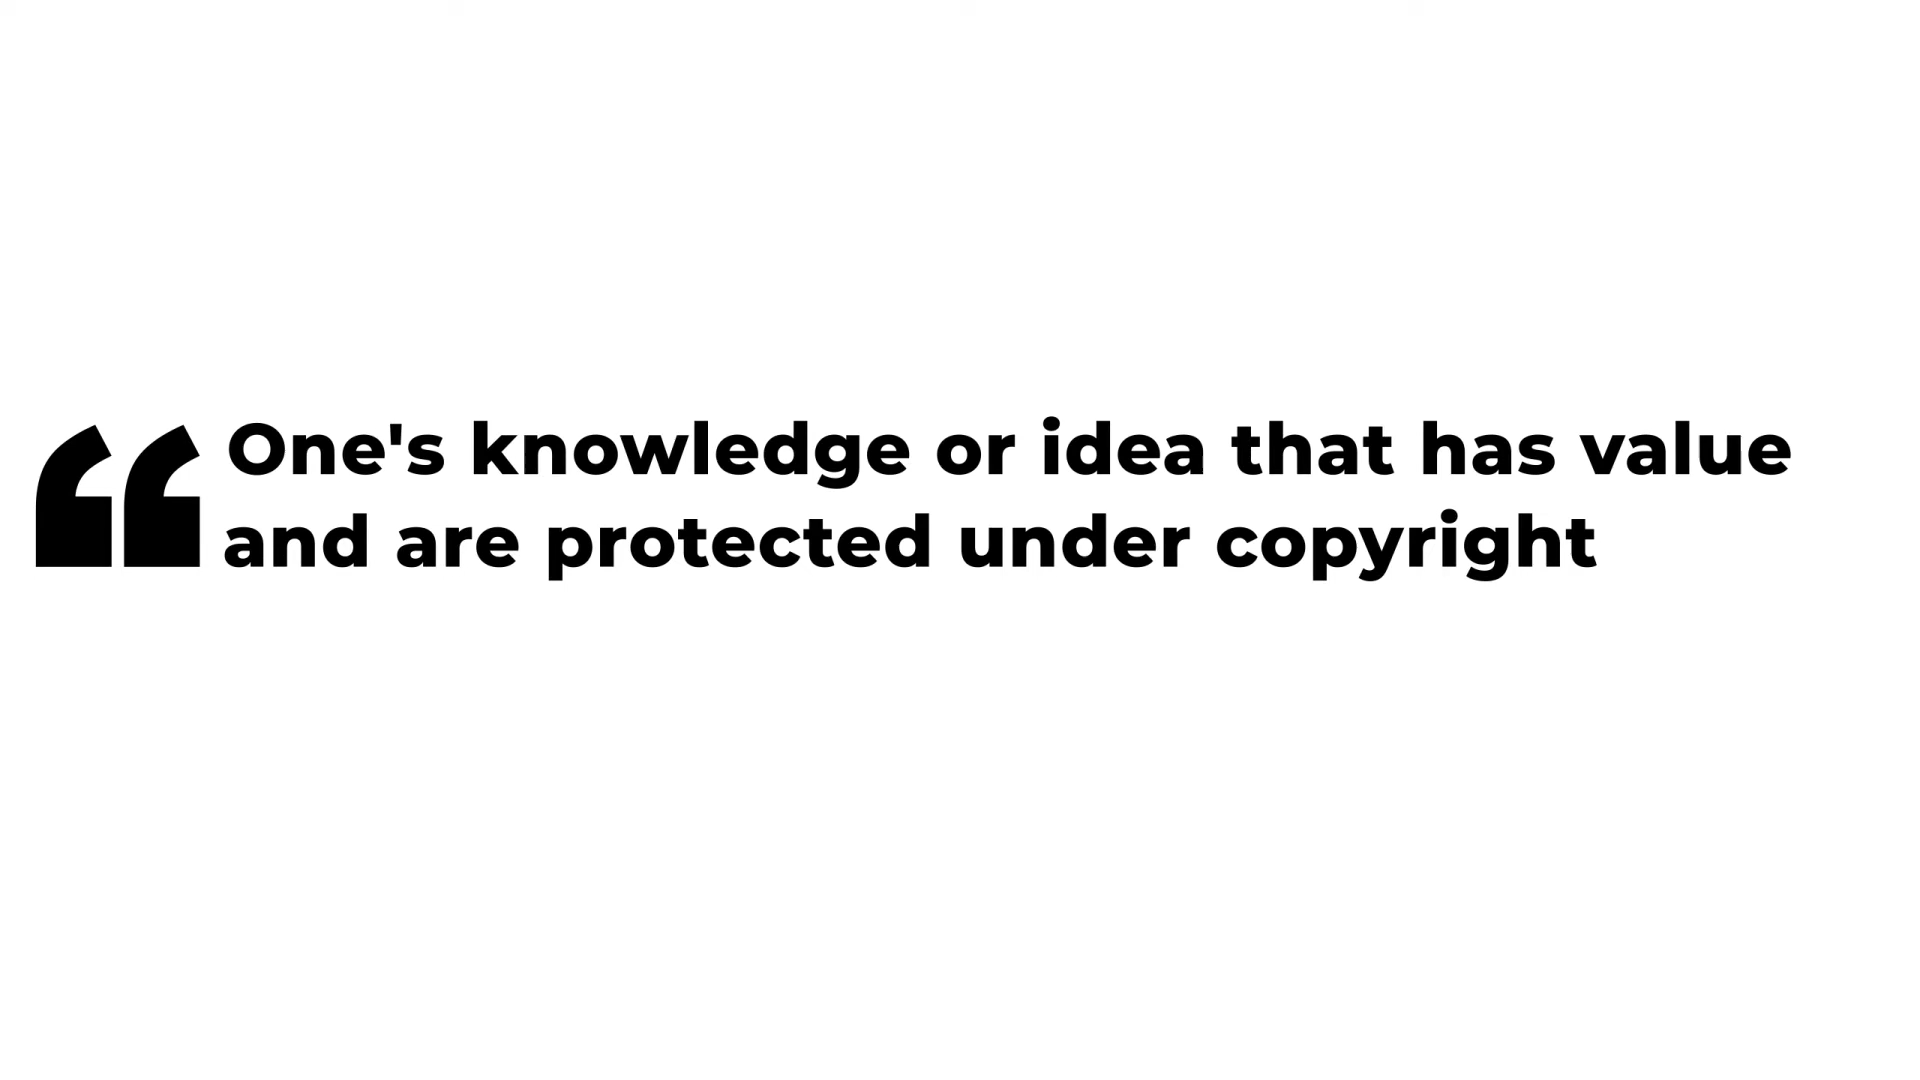 “ One's knowledge or idea that has value
and are protected under copyright